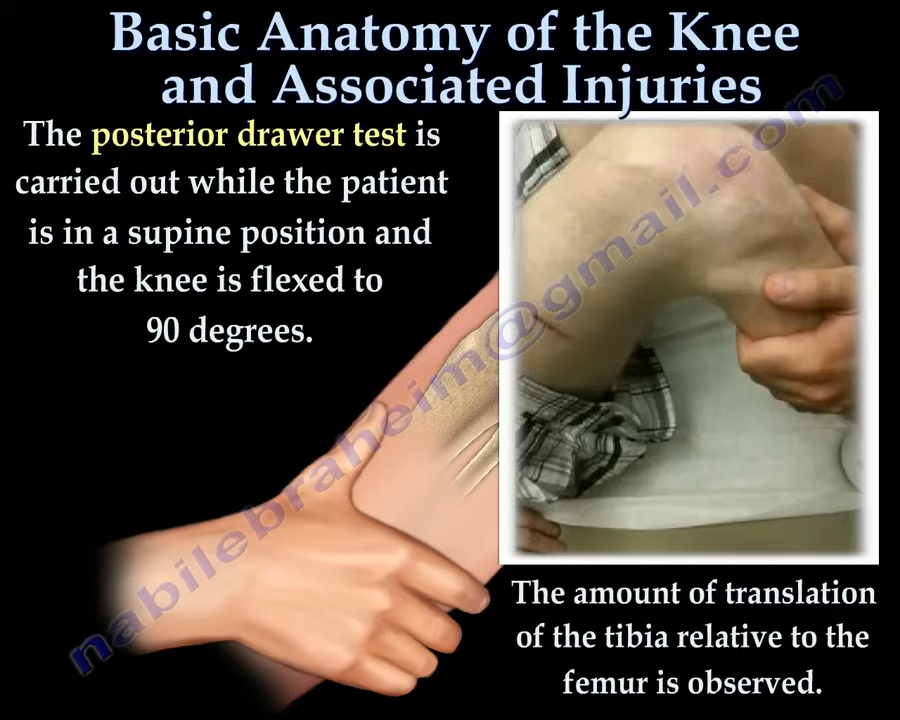 Basic Anatomy of the Knee
and Associated Injuries
The posterior drawer test is
carried out while the patient
is in a supine position and
the knee is flexed to
90 degrees.
The amount of translation
of the tibia relative to the
femur is observed.
nabilebraheim@gmail.com